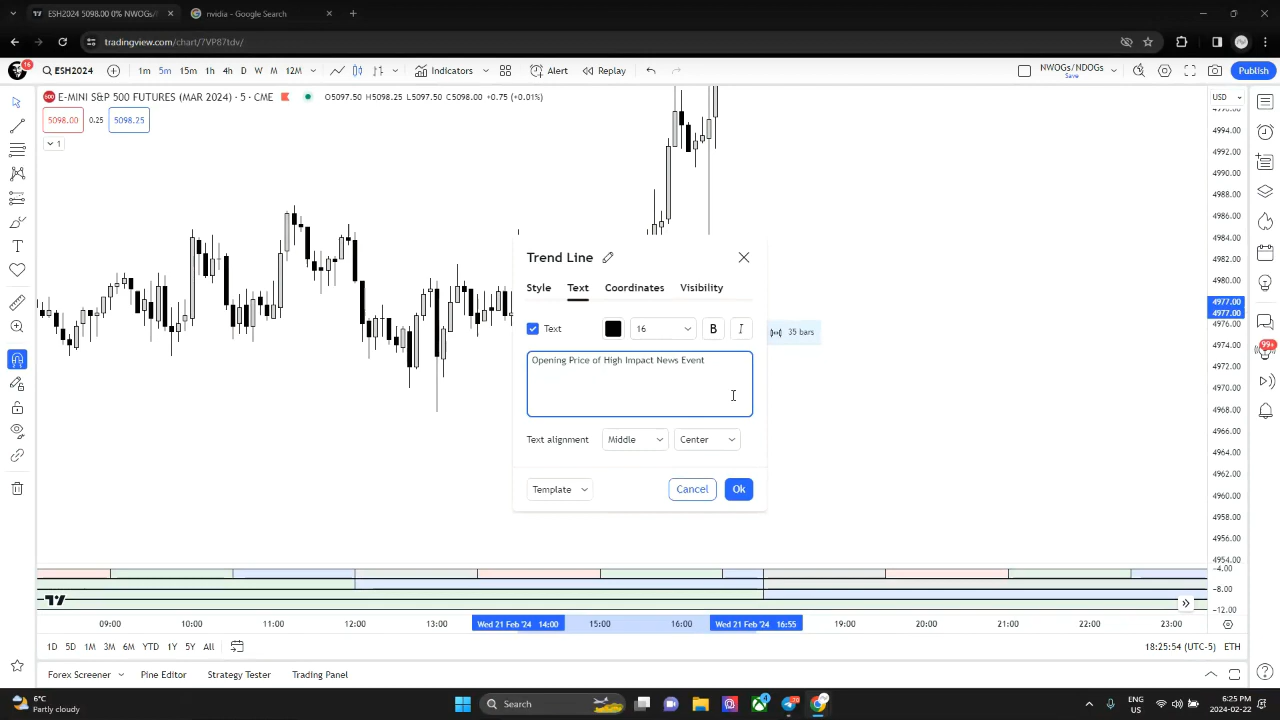 ESH2024 5098.00 NWOGs/
nvidia - Google Search
tradingview.com/chart/7VP87tdv/
16
ESH2024
1m 5m 15m 1h 4h D W M 12M
Indicators
Alert
Replay
NWOGs/NDOGs
Save
Publish
E-MINI S&P 500 FUTURES (MAR 2024) · 5 · CME
O5097.50 H5098.25 L5097.50 C5098.00 +0.75 (+0.01%)
USD
5098.00 0.25 5098.25
1
4994.00
4992.00
4990.00
4988.00
4986.00
4984.00
4982.00
4980.00
4977.00
4977.00
4976.00
4974.00
4972.00
4970.00
4968.00
4966.00
4964.00
4962.00
4960.00
4958.00
4956.00
4954.00
-4.00
-8.00
-12.00
99+
Trend Line
Style Text Coordinates Visibility
Text
16
B I
35 bars
Opening Price of High Impact News Event
Text alignment
Middle
Center
Template
Cancel
Ok
09:00 10:00 11:00 12:00 13:00 Wed 21 Feb '24 14:00 15:00 16:00 Wed 21 Feb '24 16:55 19:00 20:00 21:00 22:00 23:00
1D 5D 1M 3M 6M YTD 1Y 5Y All
18:25:54 (UTC-5) ETH
Forex Screener Pine Editor Strategy Tester Trading Panel
6°C
Partly cloudy
Search
ENG
US
6:25 PM
2024-02-22